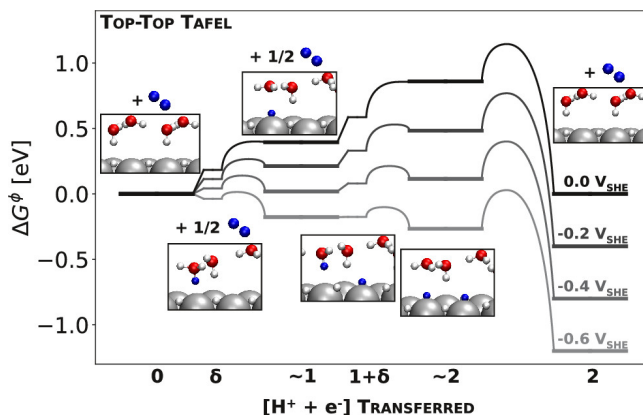 TOP-TOP TAFEL
1.0
0.5
0.0
−0.5
−1.0
ΔG^ϕ [eV]
+
+ 1/2
+ 1/2
+
0.0 V_SHE
-0.2 V_SHE
-0.4 V_SHE
-0.6 V_SHE
0 δ ~1 1+δ ~2 2
[H⁺ + e⁻] TRANSFERRED